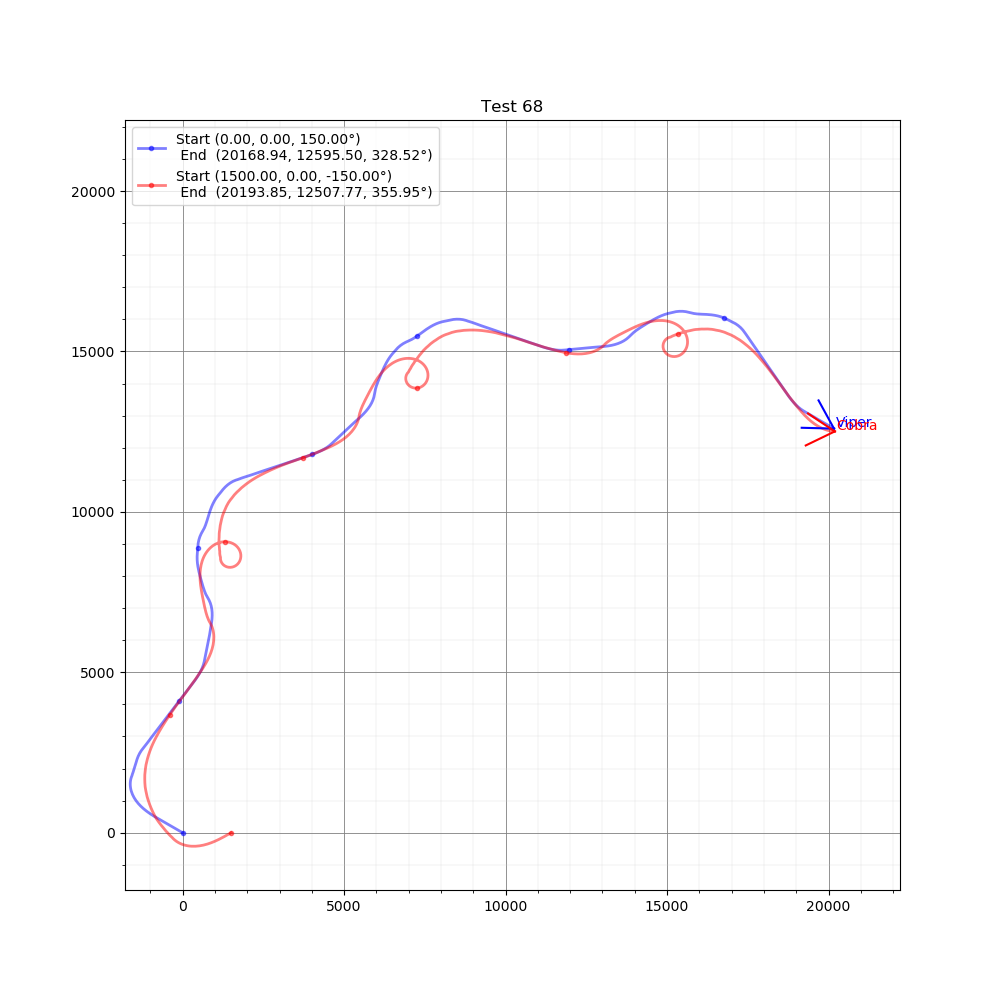 Test 68
Start (0.00, 0.00, 150.00°)
End (20168.94, 12595.50, 328.52°)
Start (1500.00, 0.00, -150.00°)
End (20193.85, 12507.77, 355.95°)
20000
15000
10000
5000
0
Viper
Cobra
0 5000 10000 15000 20000